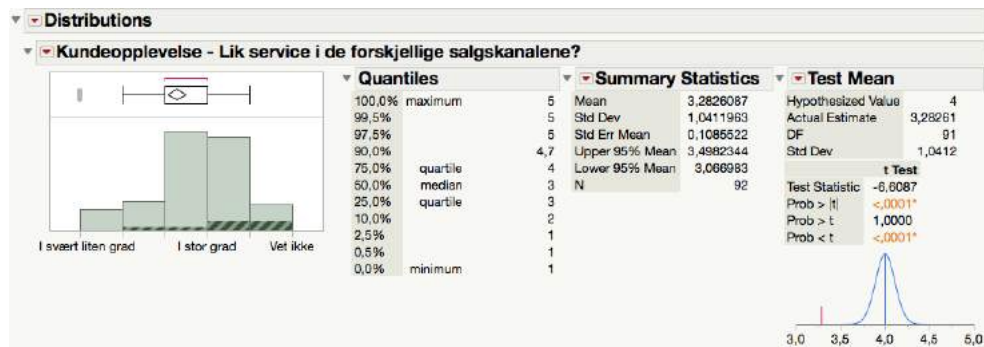 Distributions
Kundeopplevelse - Lik service i de forskjellige salgskanalene?
I svært liten grad I stor grad Vet ikke
Quantiles
100,0% maximum 5
99,5% 5
97,5% 5
90,0% 4,7
75,0% quartile 4
50,0% median 3
25,0% quartile 3
10,0% 2
2,5% 1
0,5% 1
0,0% minimum 1
Summary Statistics
Mean 3,2826087
Std Dev 1,0411963
Std Err Mean 0,1085522
Upper 95% Mean 3,4982344
Lower 95% Mean 3,066983
N 92
Test Mean
Hypothesized Value 4
Actual Estimate 3,28261
DF 91
Std Dev 1,0412
t Test
Test Statistic -6,6087
Prob > |t| <,0001*
Prob > t 1,0000
Prob < t <,0001*
3,0 3,5 4,0 4,5 5,0